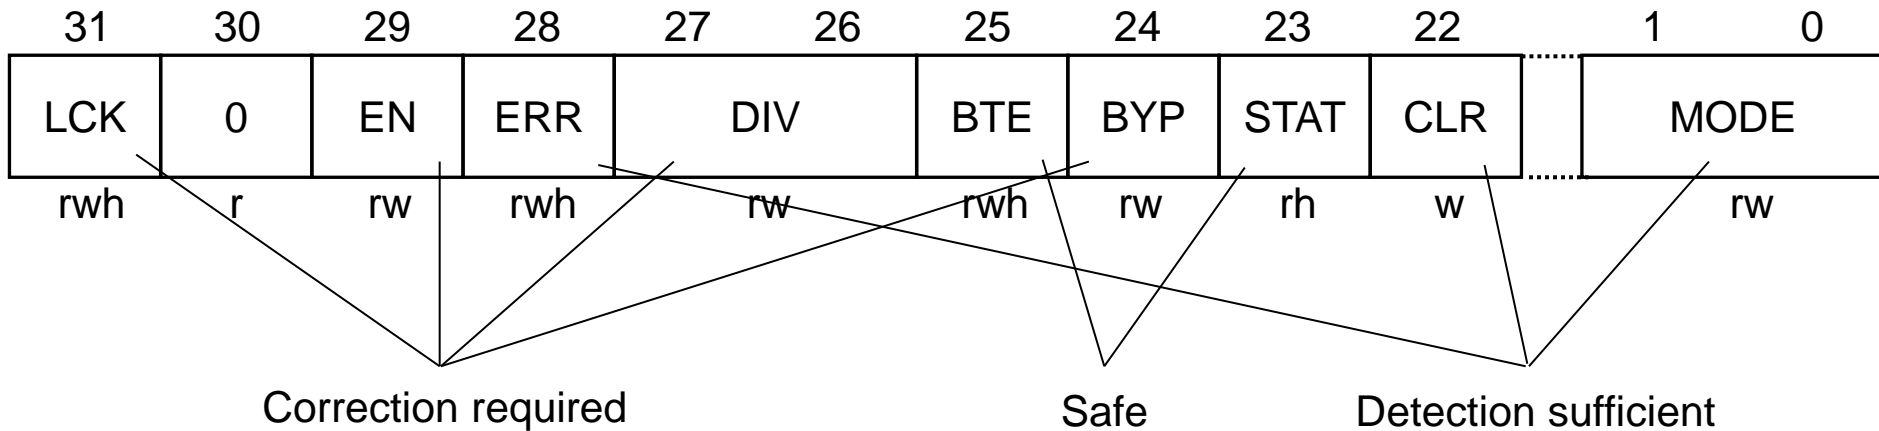 31 30 29 28 27 26 25 24 23 22 1 0
LCK 0 EN ERR DIV BTE BYP STAT CLR MODE
rwh r rw rwh rw rwh rw rh w rw
Correction required Safe Detection sufficient